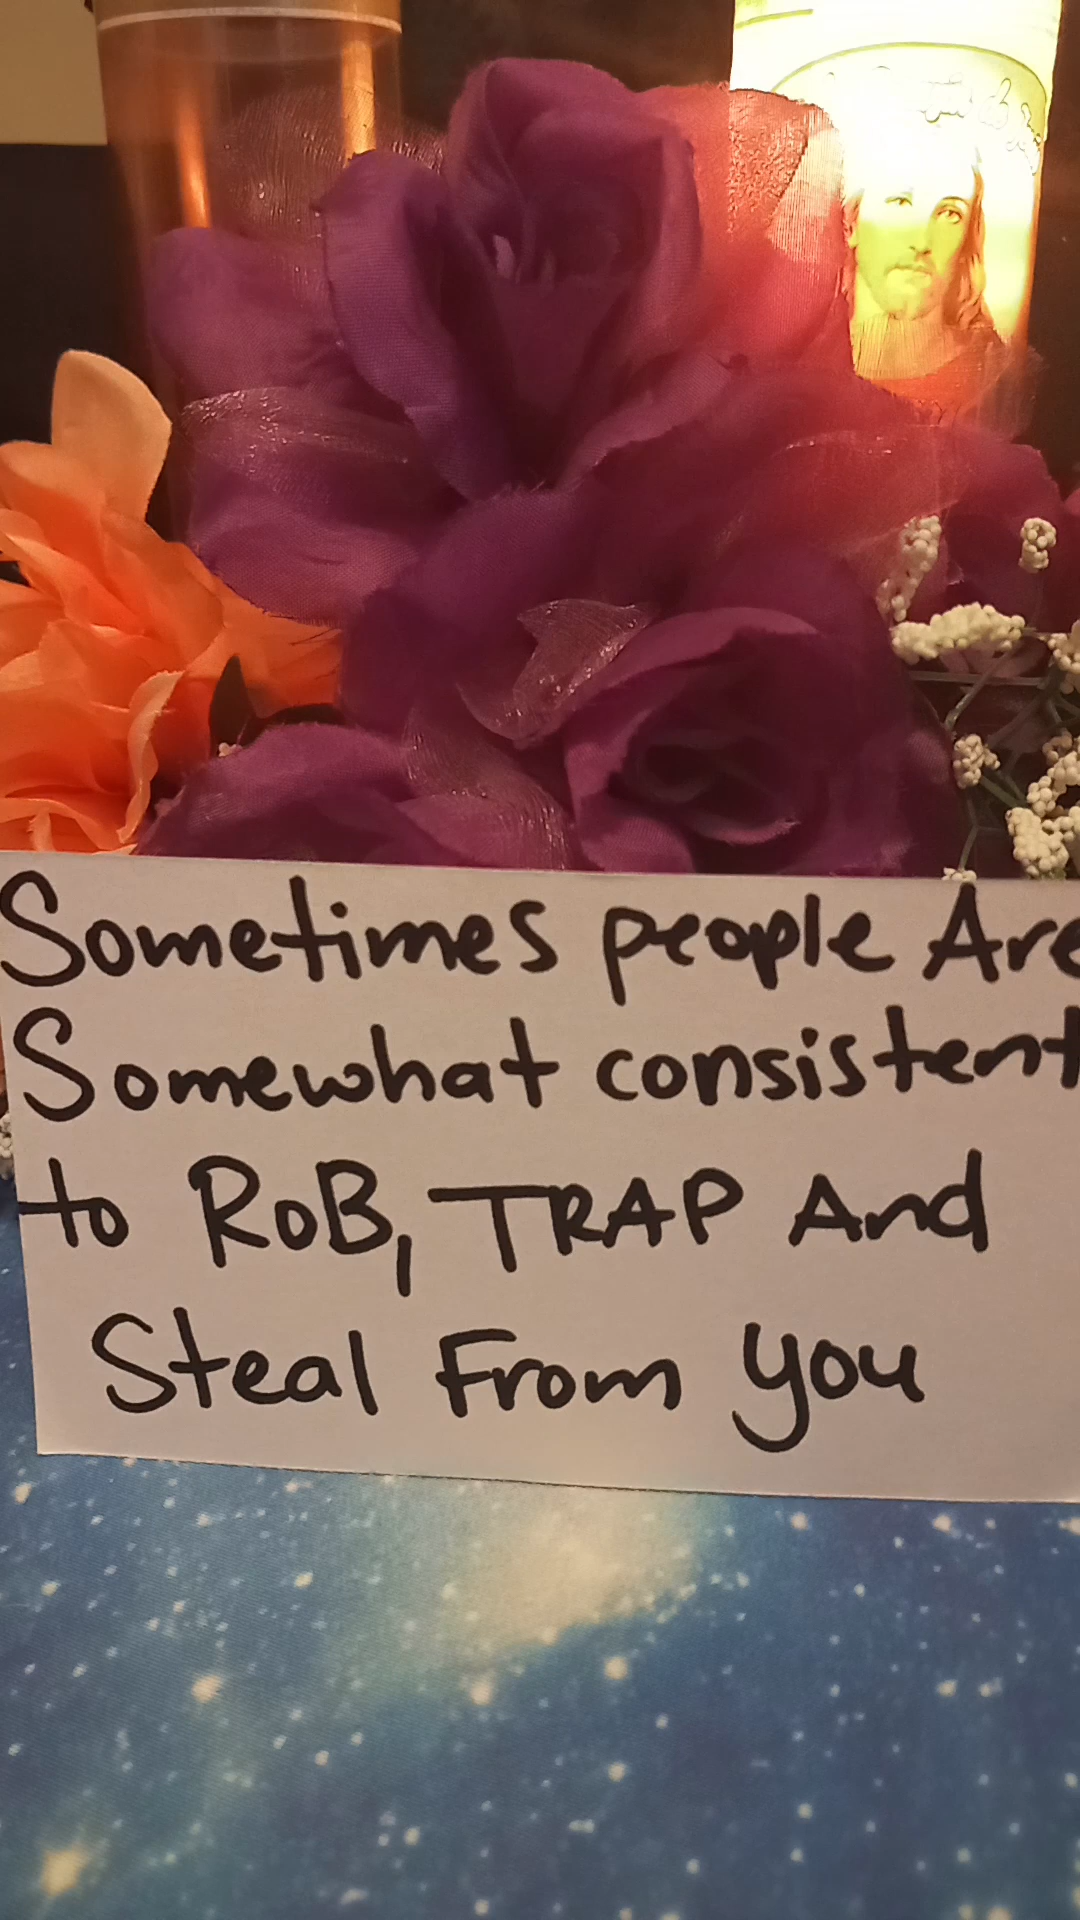 Sometimes people Are
Somewhat consistent
to RoB, TRAP And
Steal From you